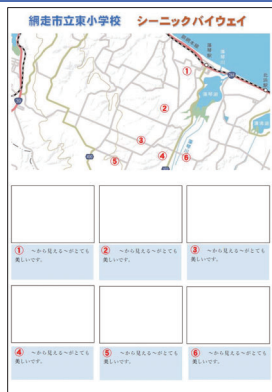 網走市立東小学校 シーニックバイウェイ
①
②
③
④
⑤
⑥
① ～から見える～がとても
美しいです。
② ～から見える～がとても
美しいです。
③ ～から見える～がとても
美しいです。
④ ～から見える～がとても
美しいです。
⑤ ～から見える～がとても
美しいです。
⑥ ～から見える～がとても
美しいです。